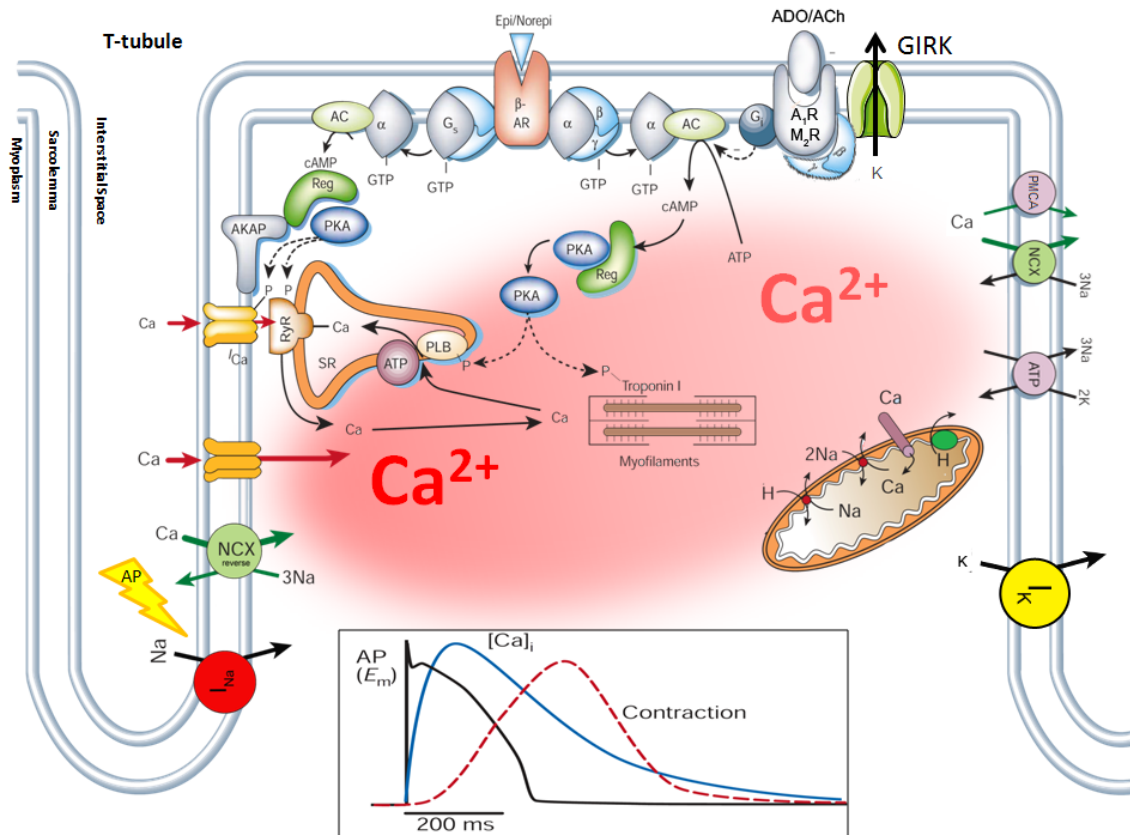 T-tubule
Epi/Norepi
ADO/ACh
GIRK
Myoplasm
Sarcolemma
Interstitial space
AC
α
Gs
β-
AR
α
β
γ
α
AC
Gi
A1R
M2R
β
γ
K
cAMP
GTP
GTP
GTP
GTP
Reg
AKAP
PKA
cAMP
ATP
PKA
Reg
PKA
P
P
Ca
ICa
RyR
Ca
SR
ATP
PLB
P
P
Troponin I
Ca
Ca
Myofilaments
Ca2+
Ca2+
PMCA
Ca
NCX
3Na
3Na
ATP
2K
Ca
2Na
H
Ca
H
Na
Ca
Ca
NCX
reverse
3Na
AP
Na
INa
K
IK
[Ca]i
AP
(Em)
Contraction
200 ms